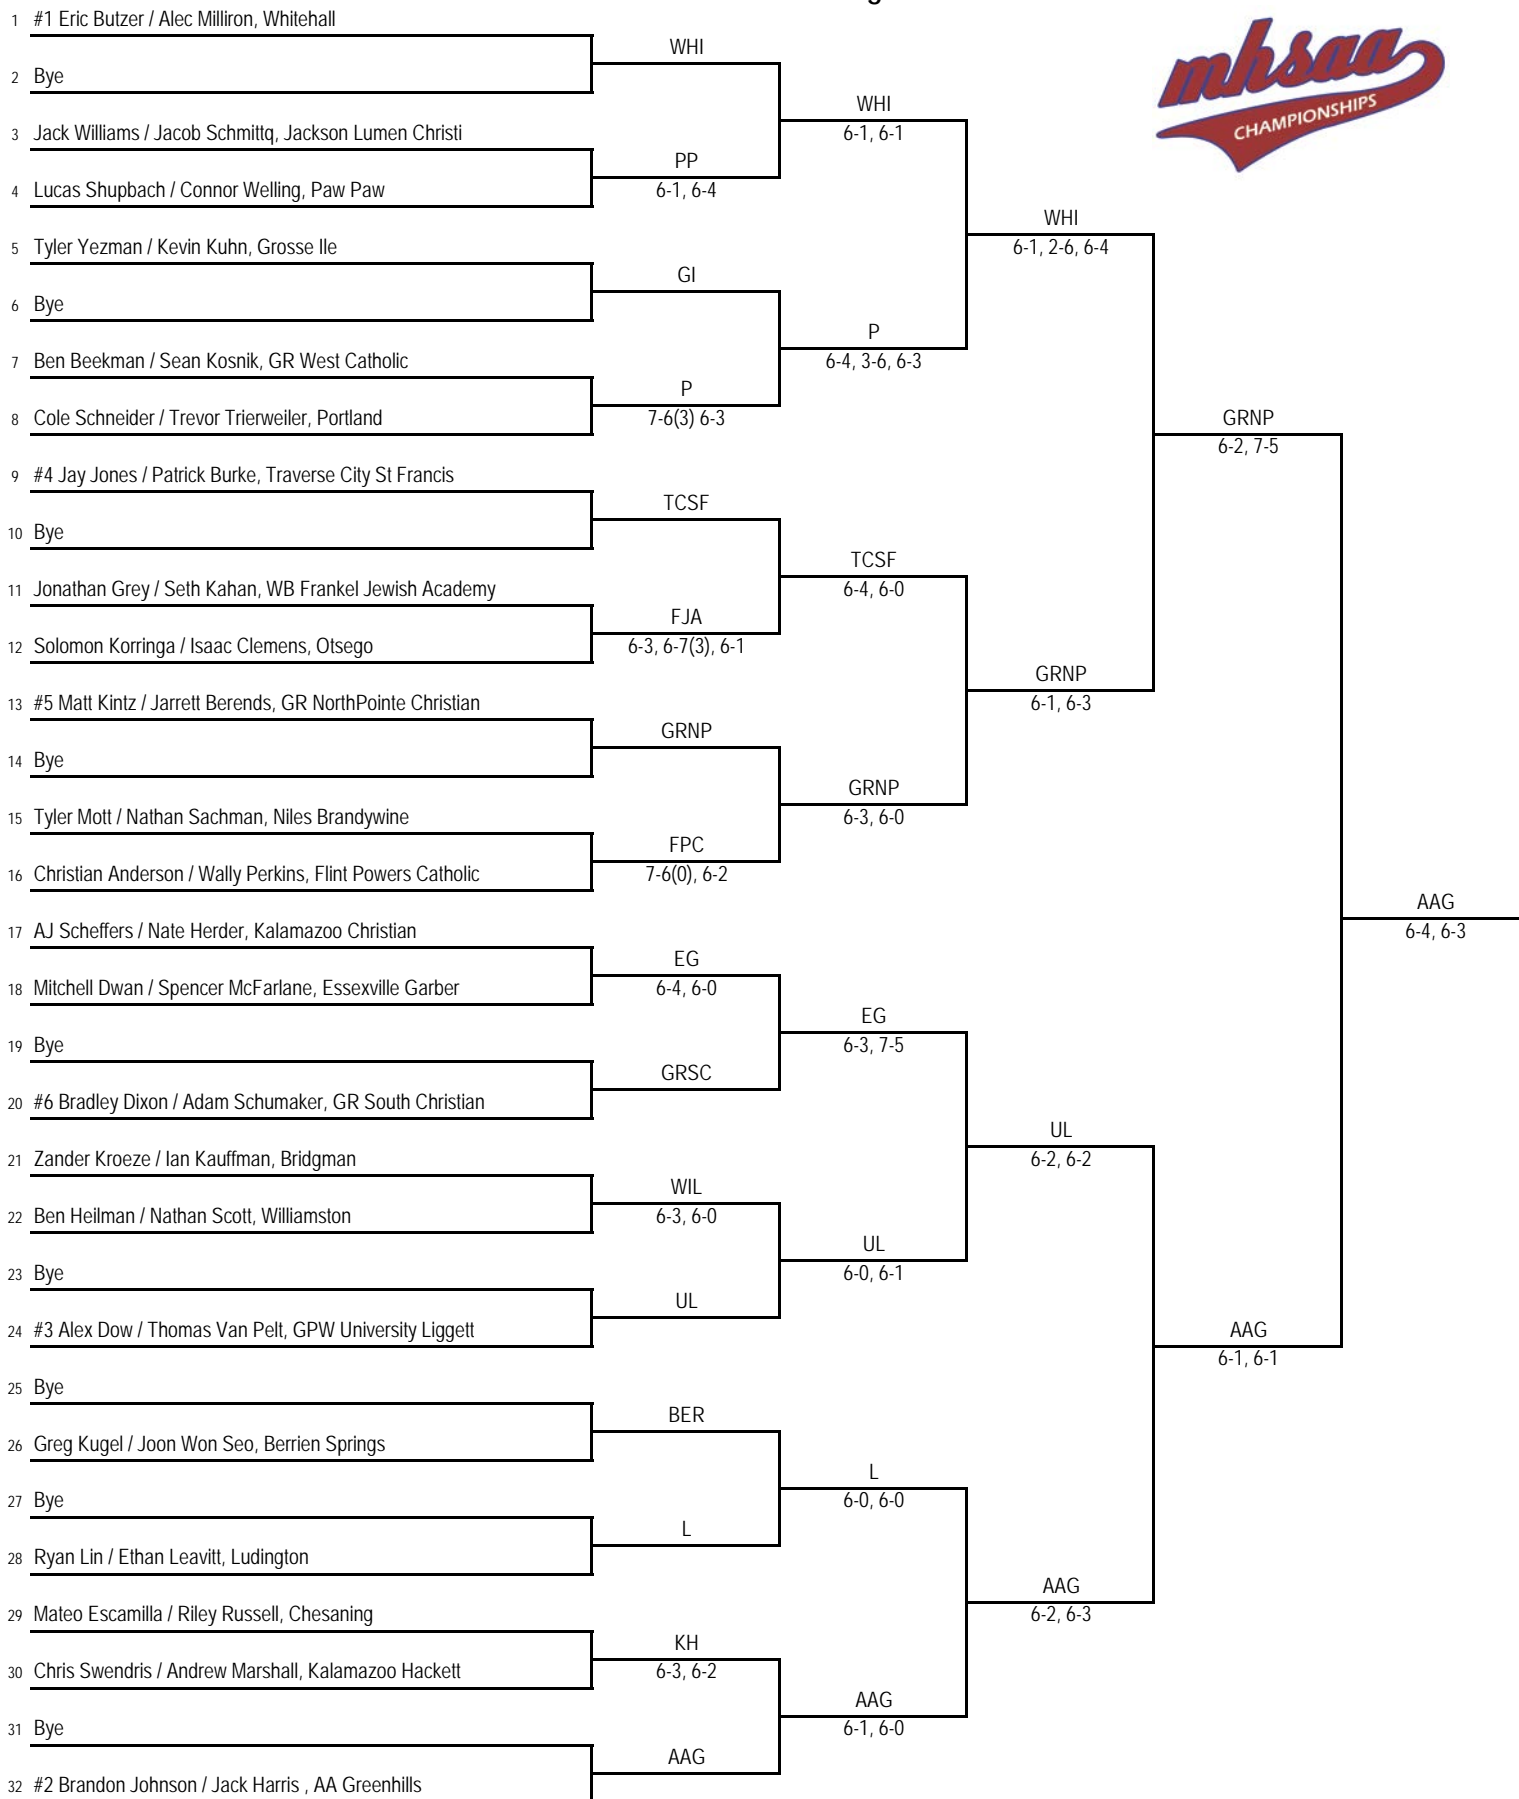 1 #1 Eric Butzer / Alec Milliron, Whitehall
WHI
2 Bye
WHI
6-1, 6-1
3 Jack Williams / Jacob Schmittq, Jackson Lumen Christi
PP
6-1, 6-4
4 Lucas Shupbach / Connor Welling, Paw Paw
WHI
6-1, 2-6, 6-4
5 Tyler Yezman / Kevin Kuhn, Grosse Ile
GI
6 Bye
P
6-4, 3-6, 6-3
7 Ben Beekman / Sean Kosnik, GR West Catholic
P
7-6(3) 6-3
8 Cole Schneider / Trevor Trierweiler, Portland
GRNP
6-2, 7-5
9 #4 Jay Jones / Patrick Burke, Traverse City St Francis
TCSF
10 Bye
TCSF
6-4, 6-0
11 Jonathan Grey / Seth Kahan, WB Frankel Jewish Academy
FJA
6-3, 6-7(3), 6-1
12 Solomon Korringa / Isaac Clemens, Otsego
GRNP
6-1, 6-3
13 #5 Matt Kintz / Jarrett Berends, GR NorthPointe Christian
GRNP
14 Bye
GRNP
6-3, 6-0
15 Tyler Mott / Nathan Sachman, Niles Brandywine
FPC
7-6(0), 6-2
16 Christian Anderson / Wally Perkins, Flint Powers Catholic
AAG
6-4, 6-3
17 AJ Scheffers / Nate Herder, Kalamazoo Christian
EG
6-4, 6-0
18 Mitchell Dwan / Spencer McFarlane, Essexville Garber
EG
6-3, 7-5
19 Bye
GRSC
20 #6 Bradley Dixon / Adam Schumaker, GR South Christian
UL
6-2, 6-2
21 Zander Kroeze / Ian Kauffman, Bridgman
WIL
6-3, 6-0
22 Ben Heilman / Nathan Scott, Williamston
UL
6-0, 6-1
23 Bye
UL
24 #3 Alex Dow / Thomas Van Pelt, GPW University Liggett
AAG
6-1, 6-1
25 Bye
BER
26 Greg Kugel / Joon Won Seo, Berrien Springs
L
6-0, 6-0
27 Bye
L
28 Ryan Lin / Ethan Leavitt, Ludington
AAG
6-2, 6-3
29 Mateo Escamilla / Riley Russell, Chesaning
KH
6-3, 6-2
30 Chris Swendris / Andrew Marshall, Kalamazoo Hackett
AAG
6-1, 6-0
31 Bye
AAG
32 #2 Brandon Johnson / Jack Harris , AA Greenhills
mhsaa
CHAMPIONSHIPS